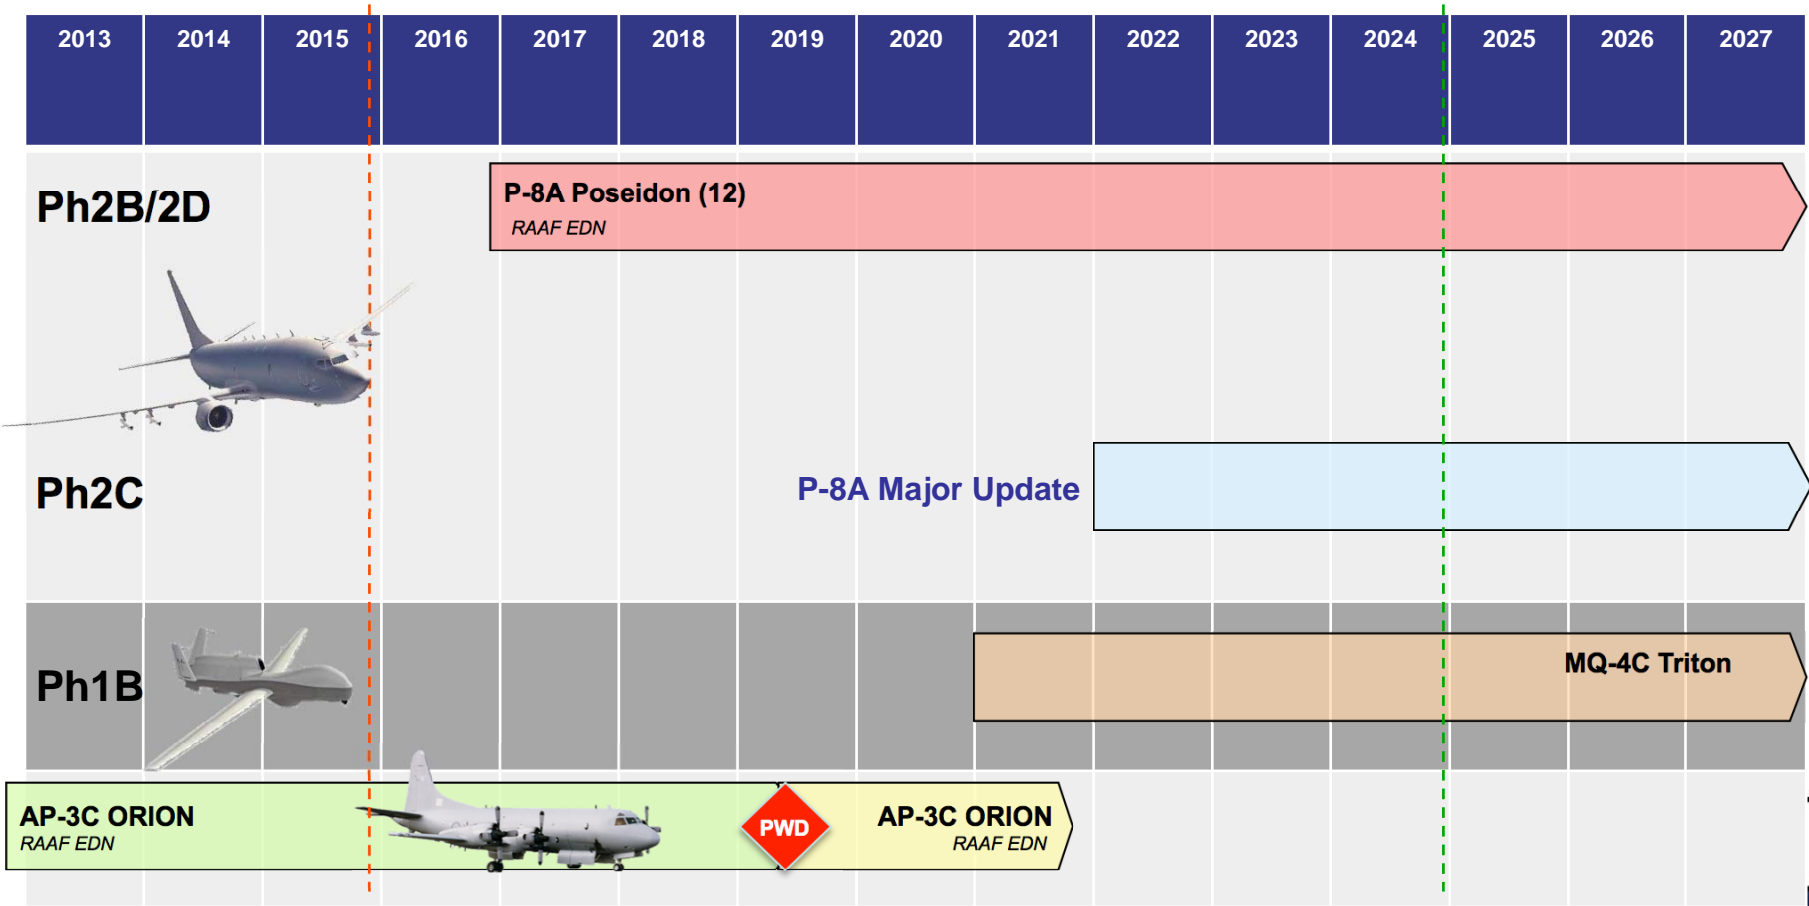 2013 2014 2015 2016 2017 2018 2019 2020 2021 2022 2023 2024 2025 2026 2027
Ph2B/2D
P-8A Poseidon (12)
RAAF EDN
Ph2C
P-8A Major Update
Ph1B
MQ-4C Triton
AP-3C ORION
RAAF EDN
PWD
AP-3C ORION
RAAF EDN